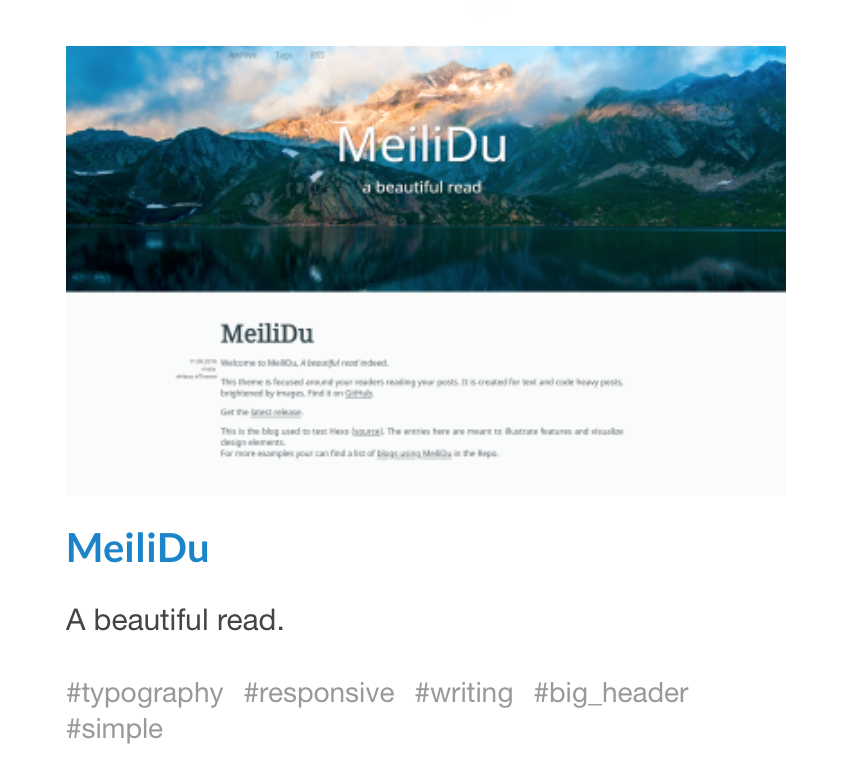 Archive Tags RSS
MeiliDu
a beautiful read
MeiliDu
Welcome to MeiliDu, A beautiful read indeed.
This theme is focused around your readers reading your posts. It is created for text and code heavy posts,
brightened by images. Find it on GitHub.
Get the latest release.
This is the blog used to test Hexo (source). The entries here are meant to illustrate features and visualize
design elements.
For more examples your can find a list of blogs using MeiliDu in the Repo.
MeiliDu
A beautiful read.
#typography #responsive #writing #big_header
#simple